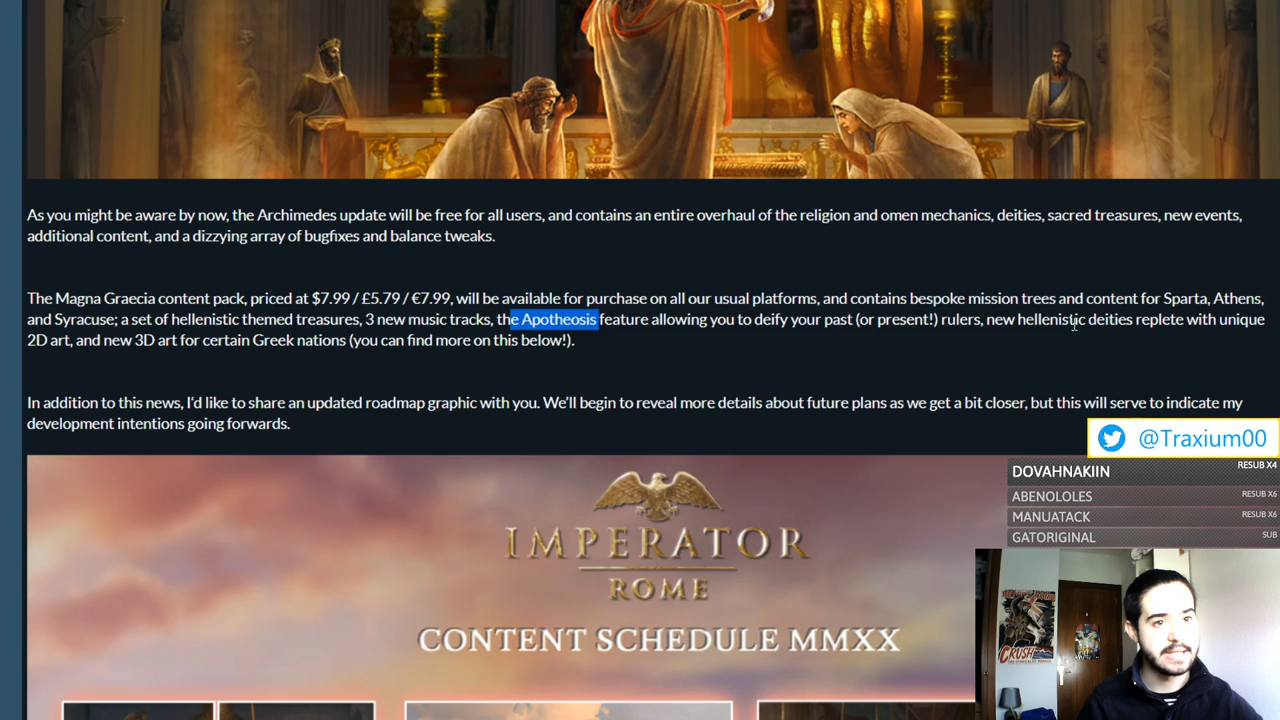 As you might be aware by now, the Archimedes update will be free for all users, and contains an entire overhaul of the religion and omen mechanics, deities, sacred treasures, new events,
additional content, and a dizzying array of bugfixes and balance tweaks.
The Magna Graecia content pack, priced at $7.99 / £5.79 / €7.99, will be available for purchase on all our usual platforms, and contains bespoke mission trees and content for Sparta, Athens,
and Syracuse; a set of hellenistic themed treasures, 3 new music tracks, the Apotheosis feature allowing you to deify your past (or present!) rulers, new hellenistic deities replete with unique
2D art, and new 3D art for certain Greek nations (you can find more on this below!).
In addition to this news, I'd like to share an updated roadmap graphic with you. We'll begin to reveal more details about future plans as we get a bit closer, but this will serve to indicate my
development intentions going forwards.
@Traxium00
DOVAHNAKIIN RESUB X4
ABENOLOLES RESUB X6
MANUATACK RESUB X6
GATORIGINAL SUB
IMPERATOR
ROME
CONTENT SCHEDULE MMXX
CRUSH